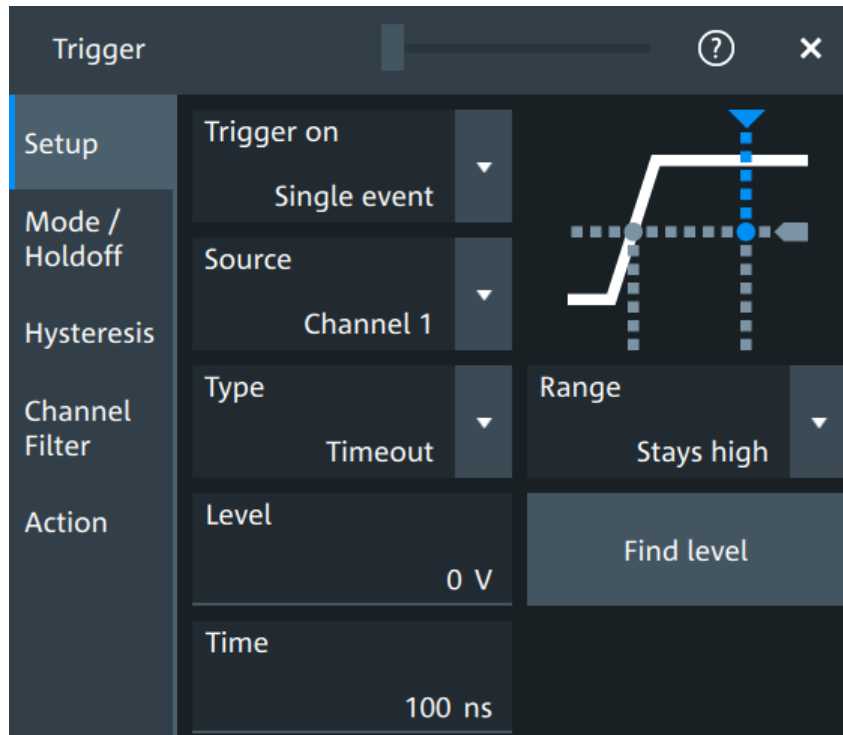 Trigger
?
Setup
Mode /
Holdoff
Hysteresis
Channel
Filter
Action
Trigger on
Single event
Source
Channel 1
Type
Timeout
Range
Stays high
Level
0 V
Find level
Time
100 ns